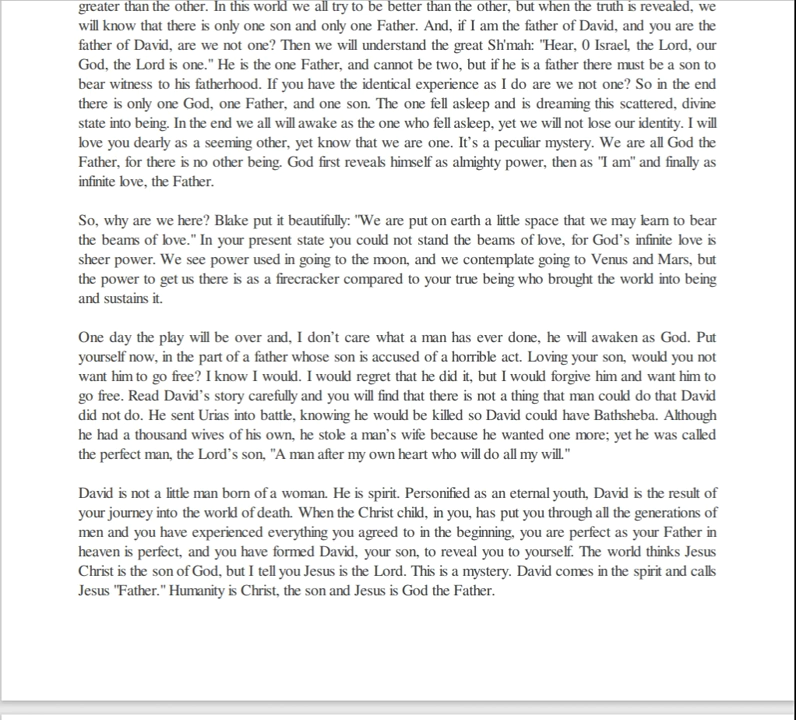 greater than the other. In this world we all try to be better than the other, but when the truth is revealed, we
will know that there is only one son and only one Father. And, if I am the father of David, and you are the
father of David, are we not one? Then we will understand the great Sh'mah: "Hear, 0 Israel, the Lord, our
God, the Lord is one." He is the one Father, and cannot be two, but if he is a father there must be a son to
bear witness to his fatherhood. If you have the identical experience as I do are we not one? So in the end
there is only one God, one Father, and one son. The one fell asleep and is dreaming this scattered, divine
state into being. In the end we all will awake as the one who fell asleep, yet we will not lose our identity. I will
love you dearly as a seeming other, yet know that we are one. It’s a peculiar mystery. We are all God the
Father, for there is no other being. God first reveals himself as almighty power, then as "I am" and finally as
infinite love, the Father.
So, why are we here? Blake put it beautifully: "We are put on earth a little space that we may learn to bear
the beams of love." In your present state you could not stand the beams of love, for God’s infinite love is
sheer power. We see power used in going to the moon, and we contemplate going to Venus and Mars, but
the power to get us there is as a firecracker compared to your true being who brought the world into being
and sustains it.
One day the play will be over and, I don’t care what a man has ever done, he will awaken as God. Put
yourself now, in the part of a father whose son is accused of a horrible act. Loving your son, would you not
want him to go free? I know I would. I would regret that he did it, but I would forgive him and want him to
go free. Read David’s story carefully and you will find that there is not a thing that man could do that David
did not do. He sent Urias into battle, knowing he would be killed so David could have Bathsheba. Although
he had a thousand wives of his own, he stole a man’s wife because he wanted one more; yet he was called
the perfect man, the Lord’s son, "A man after my own heart who will do all my will."
David is not a little man born of a woman. He is spirit. Personified as an eternal youth, David is the result of
your journey into the world of death. When the Christ child, in you, has put you through all the generations of
men and you have experienced everything you agreed to in the beginning, you are perfect as your Father in
heaven is perfect, and you have formed David, your son, to reveal you to yourself. The world thinks Jesus
Christ is the son of God, but I tell you Jesus is the Lord. This is a mystery. David comes in the spirit and calls
Jesus "Father." Humanity is Christ, the son and Jesus is God the Father.